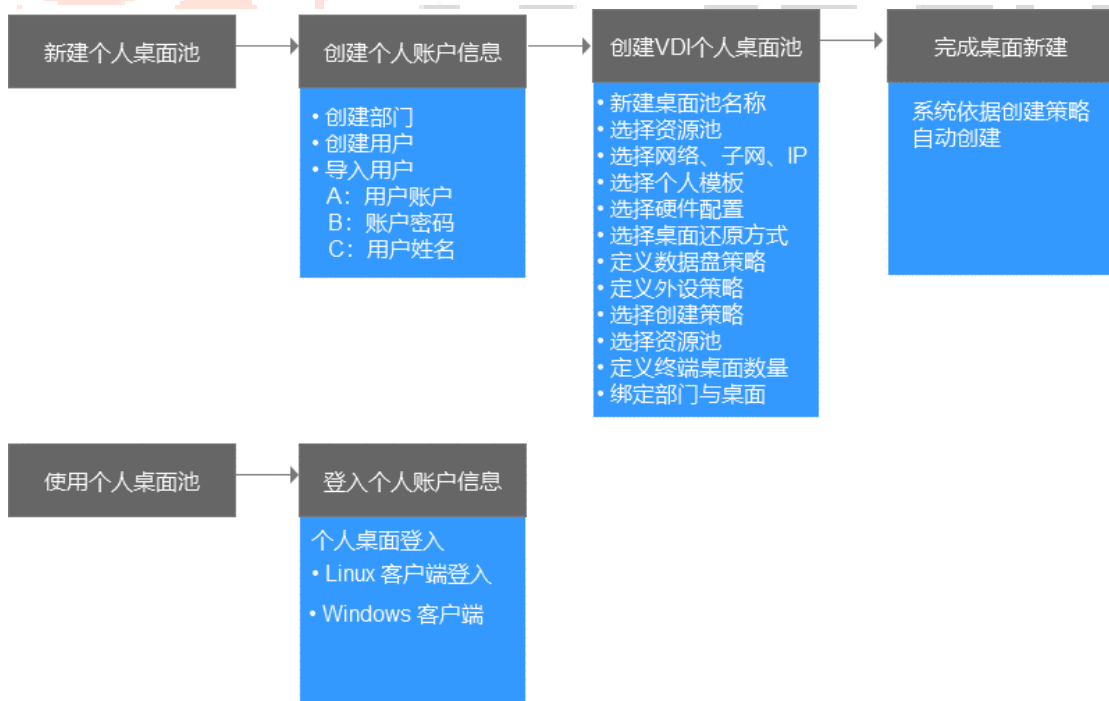 新建个人桌面池
创建个人账户信息
• 创建部门
• 创建用户
• 导入用户
A：用户账户
B：账户密码
C：用户姓名
创建VDI个人桌面池
• 新建桌面池名称
• 选择资源池
• 选择网络、子网、IP
• 选择个人模板
• 选择硬件配置
• 选择桌面还原方式
• 定义数据盘策略
• 定义外设策略
• 选择创建策略
• 选择资源池
• 定义终端桌面数量
• 绑定部门与桌面
完成桌面新建
系统依据创建策略
自动创建
使用个人桌面池
登入个人账户信息
个人桌面登入
• Linux 客户端登入
• Windows 客户端